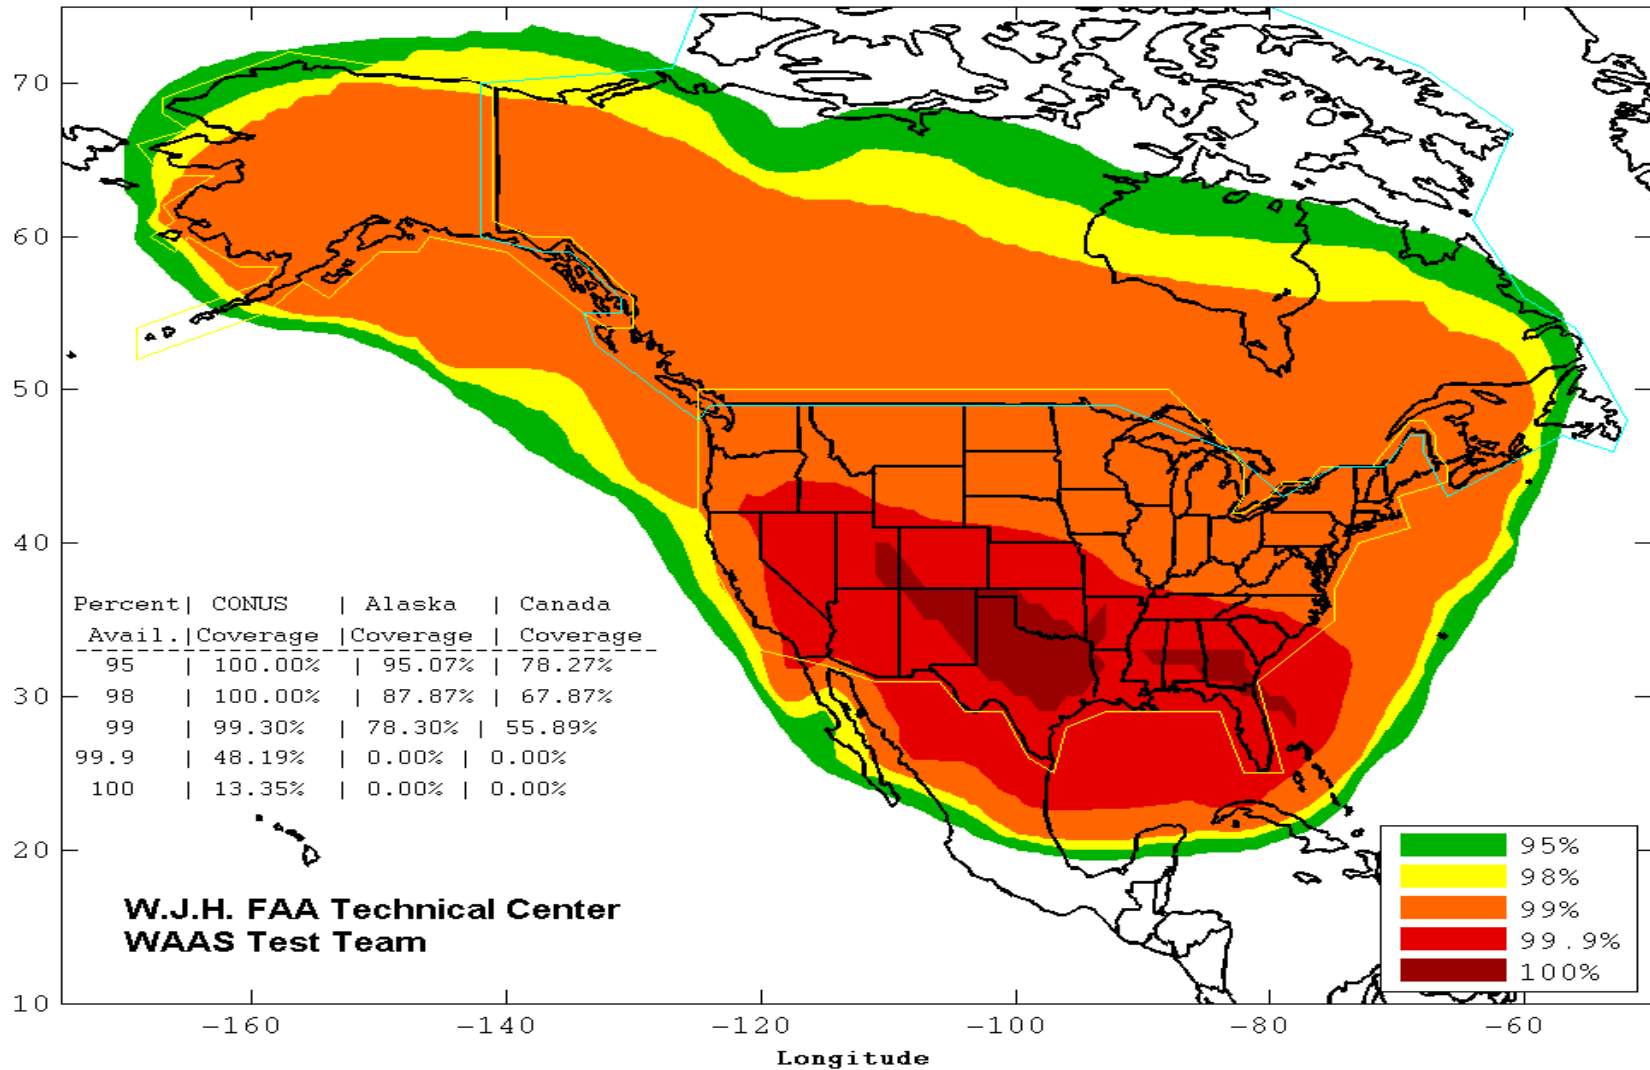 70
60
50
40
30
20
10
Percent| CONUS | Alaska | Canada
Avail.|Coverage |Coverage | Coverage
95 | 100.00% | 95.07% | 78.27%
98 | 100.00% | 87.87% | 67.87%
99 | 99.30% | 78.30% | 55.89%
99.9 | 48.19% | 0.00% | 0.00%
100 | 13.35% | 0.00% | 0.00%
W.J.H. FAA Technical Center
WAAS Test Team
95%
98%
99%
99.9%
100%
-160 -140 -120 -100 -80 -60
Longitude